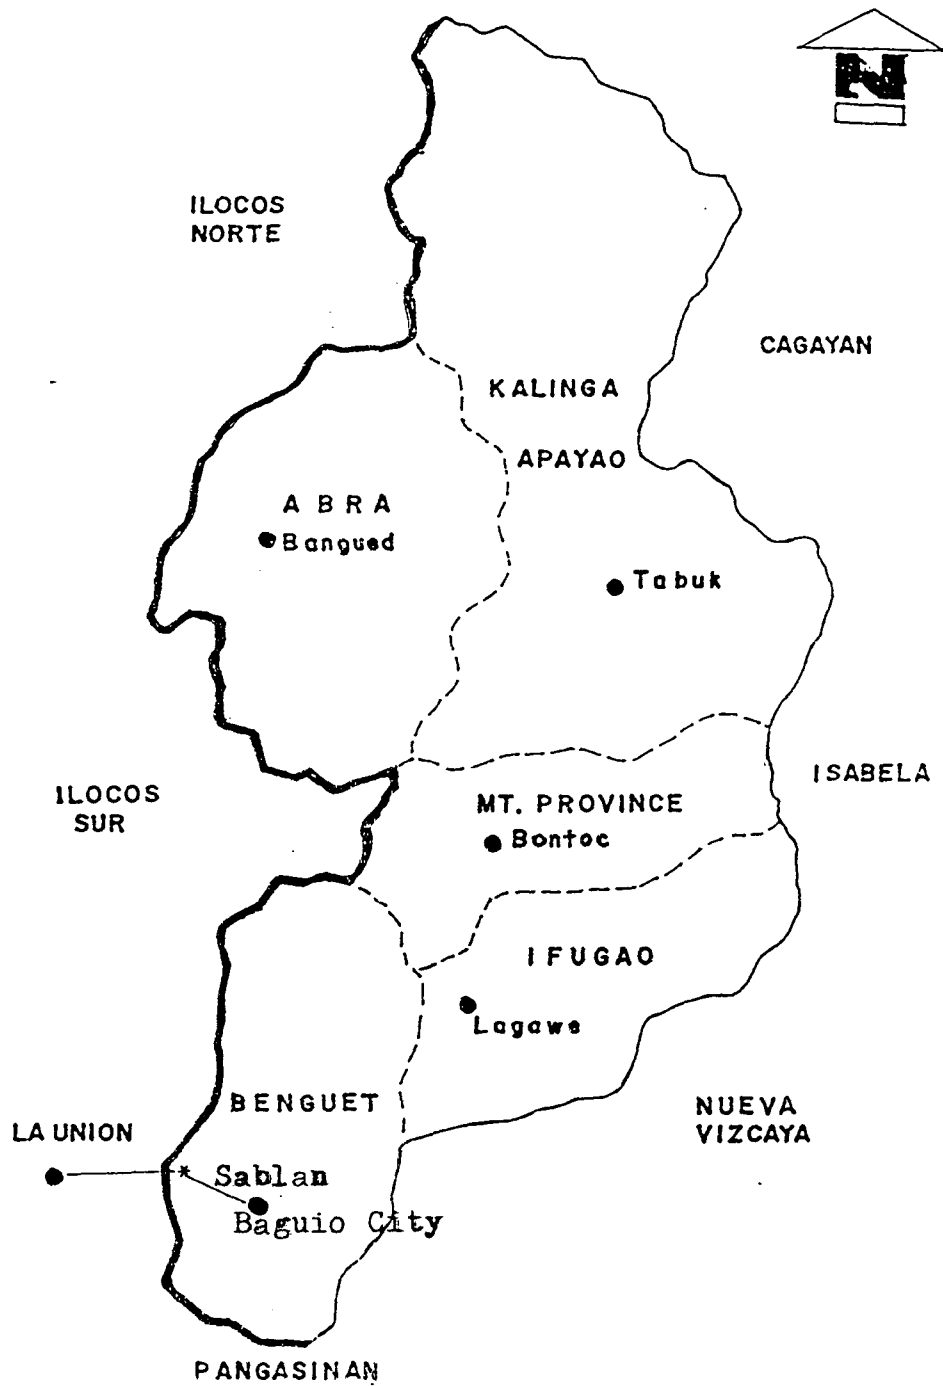 N
ILOCOS
NORTE
CAGAYAN
KALINGA
APAYAO
ABRA
Bangued
Tabuk
ISABELA
ILOCOS
SUR
MT. PROVINCE
Bontoc
IFUGAO
Lagawe
BENGUET
NUEVA
VIZCAYA
LA UNION
* Sablan
Baguio City
PANGASINAN